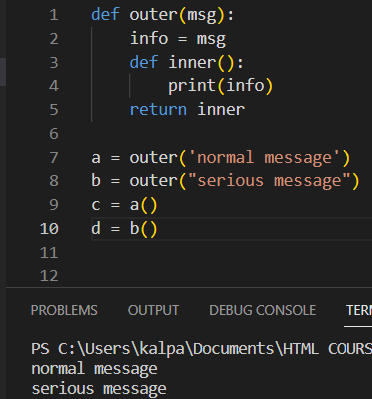 1 def outer(msg):
2     info = msg
3     def inner():
4         print(info)
5     return inner
6
7 a = outer('normal message')
8 b = outer("serious message")
9 c = a()
10 d = b()
11
12
PROBLEMS OUTPUT DEBUG CONSOLE
PS C:\Users\kalpa\Documents\HTML
normal message
serious message